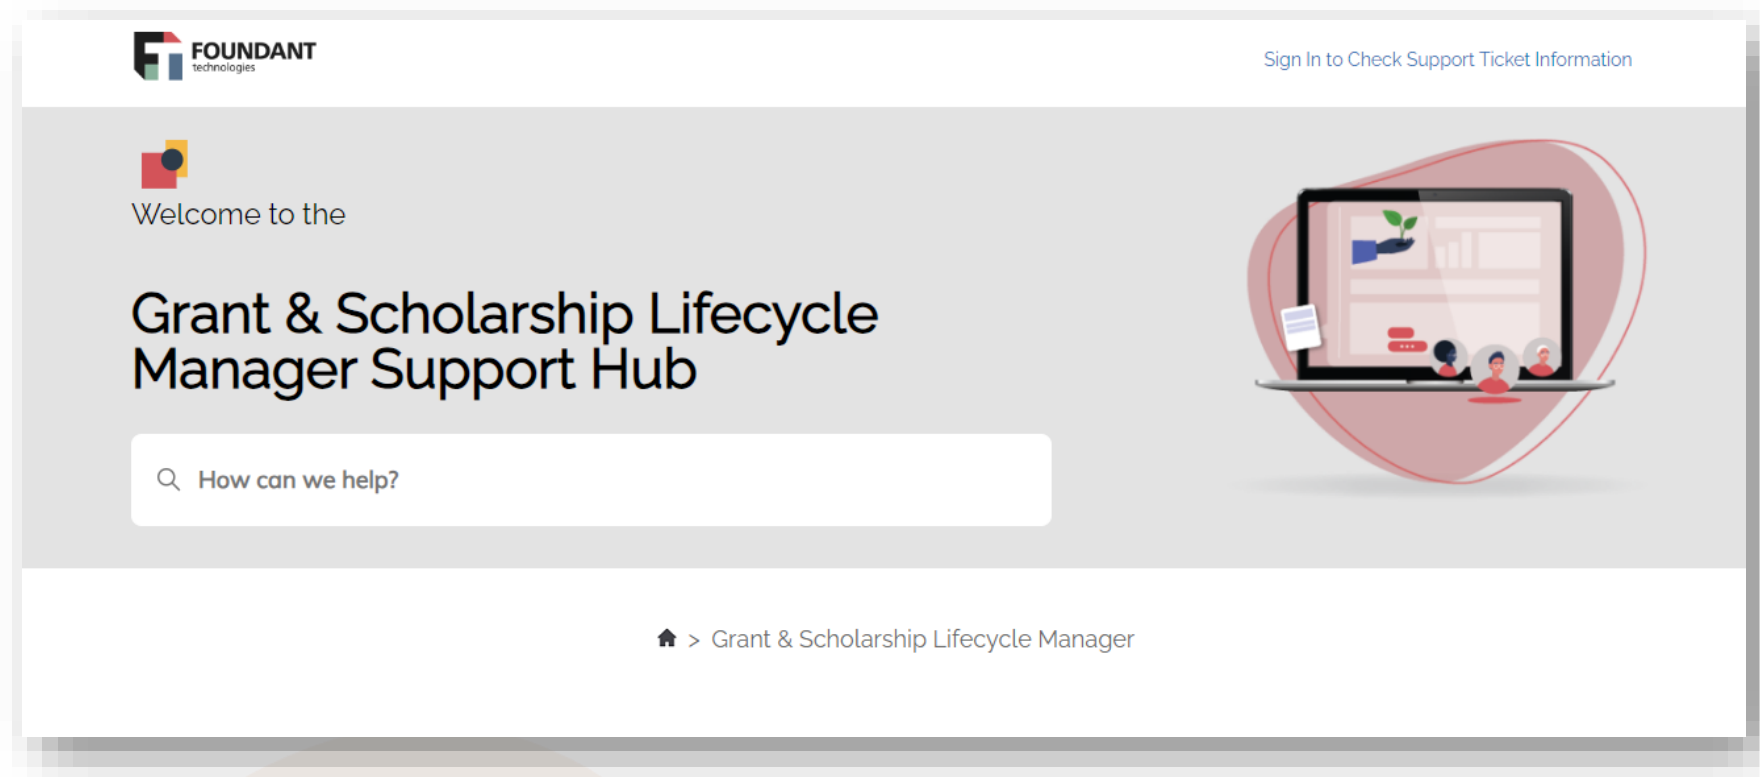 FOUNDANT
technologies
Sign In to Check Support Ticket Information
Welcome to the
Grant & Scholarship Lifecycle
Manager Support Hub
How can we help?
> Grant & Scholarship Lifecycle Manager